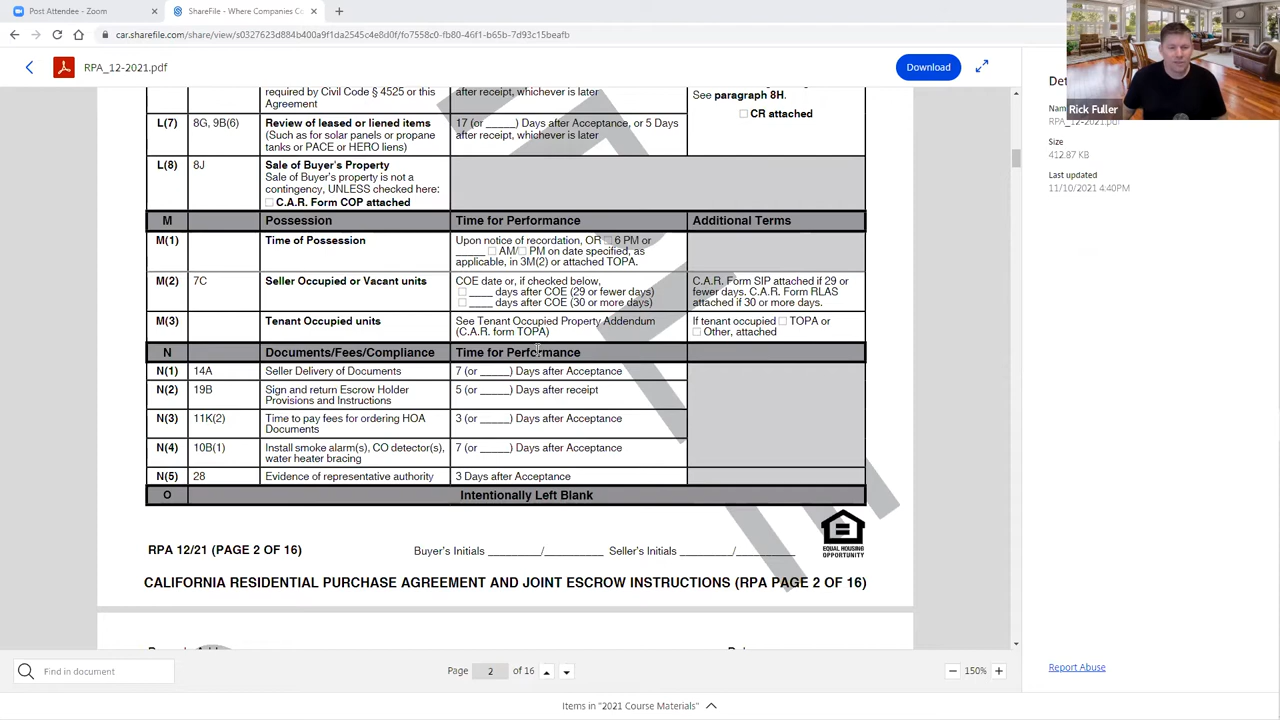 Post Attendee - Zoom
ShareFile - Where Companies Co
car.sharefile.com/share/view/s0327623d884b400a9f1da2545c4e8d0f/fo7558c0-fb80-46f1-b65b-7d93c15beafb
RPA_12-2021.pdf
Download
Rick Fuller
required by Civil Code § 4525 or this
Agreement
after receipt, whichever is later
See paragraph 8H.
CR attached
L(7) 8G, 9B(6) Review of leased or liened items
(Such as for solar panels or propane
tanks or PACE or HERO liens)
17 (or _____) Days after Acceptance, or 5 Days
after receipt, whichever is later
L(8) 8J Sale of Buyer's Property
Sale of Buyer's property is not a
contingency, UNLESS checked here:
C.A.R. Form COP attached
M Possession Time for Performance Additional Terms
M(1) Time of Possession
Upon notice of recordation, OR 6 PM or
_____ AM/ PM on date specified, as
applicable, in 3M(2) or attached TOPA.
M(2) 7C Seller Occupied or Vacant units
COE date or, if checked below,
____ days after COE (29 or fewer days)
____ days after COE (30 or more days)
C.A.R. Form SIP attached if 29 or
fewer days. C.A.R. Form RLAS
attached if 30 or more days.
M(3) Tenant Occupied units
See Tenant Occupied Property Addendum
(C.A.R. form TOPA)
If tenant occupied TOPA or
Other, attached
N Documents/Fees/Compliance Time for Performance
N(1) 14A Seller Delivery of Documents 7 (or _____) Days after Acceptance
N(2) 19B Sign and return Escrow Holder
Provisions and Instructions
5 (or _____) Days after receipt
N(3) 11K(2) Time to pay fees for ordering HOA
Documents
3 (or _____) Days after Acceptance
N(4) 10B(1) Install smoke alarm(s), CO detector(s),
water heater bracing
7 (or _____) Days after Acceptance
N(5) 28 Evidence of representative authority 3 Days after Acceptance
O Intentionally Left Blank
EQUAL HOUSING
OPPORTUNITY
RPA 12/21 (PAGE 2 OF 16) Buyer's Initials _________/_________ Seller's Initials _________/_________
CALIFORNIA RESIDENTIAL PURCHASE AGREEMENT AND JOINT ESCROW INSTRUCTIONS (RPA PAGE 2 OF 16)
Find in document
Page 2 of 16
150%
Items in "2021 Course Materials"
RPA_12-2021.pdf
Size
412.87 KB
Last updated
11/10/2021 4:40PM
Report Abuse